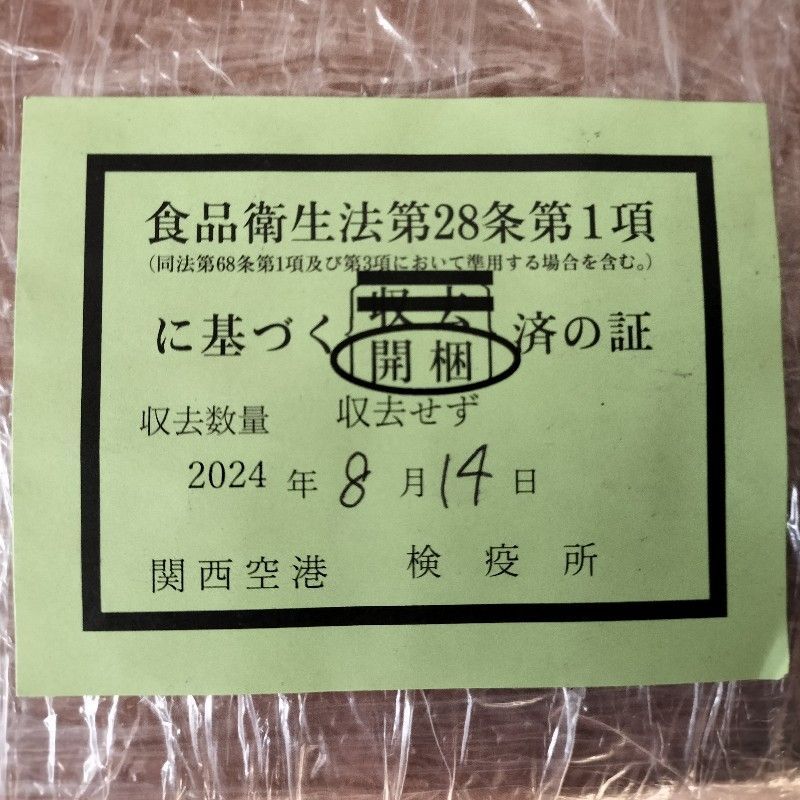 食品衛生法第28条第1項
(同法第68条第1項及び第3項において準用する場合を含む。)
に基づく 収去 済の証
開梱
収去数量 収去せず
2024 年 8 月 14 日
関西空港 検疫所